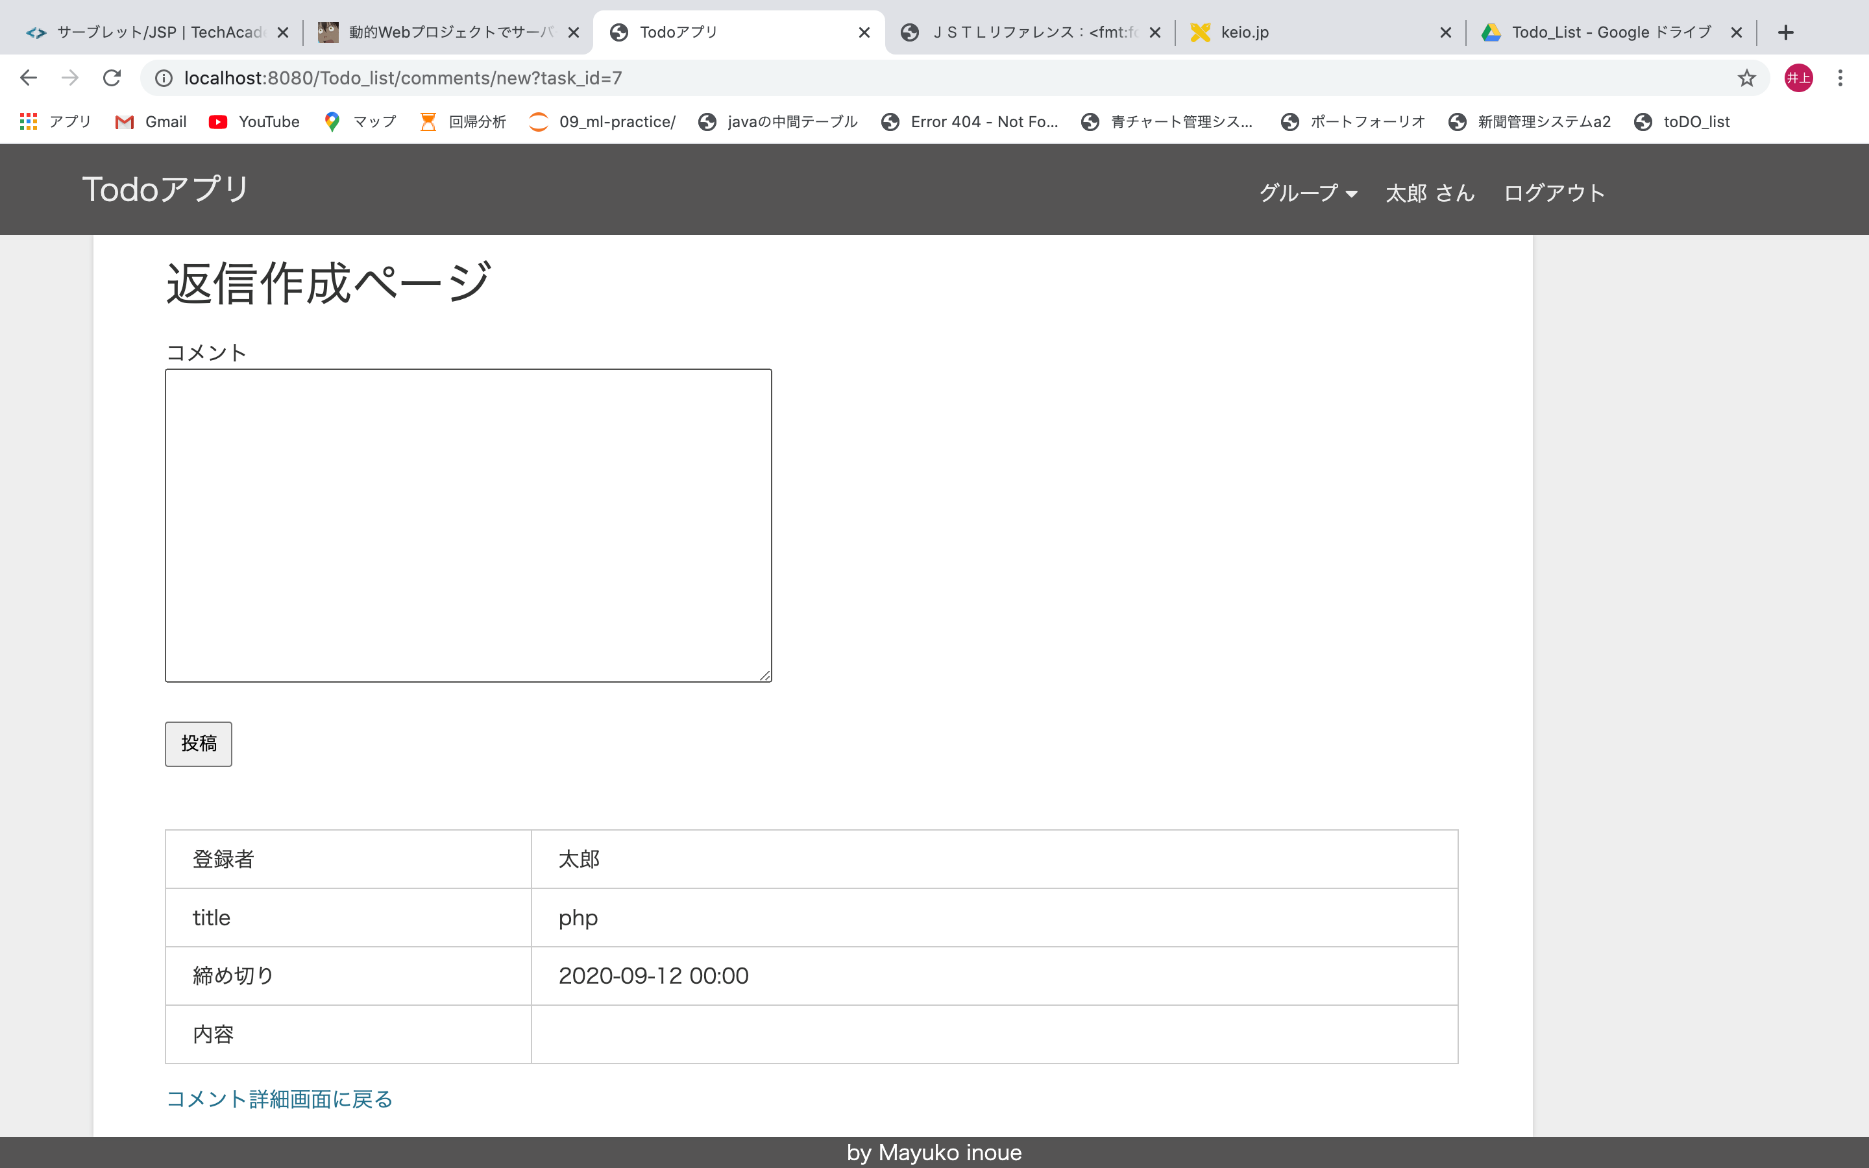 サーブレット/JSP | TechAcad
動的Webプロジェクトでサーバ
Todoアプリ
ＪＳＴＬリファレンス：<fmt:fo
keio.jp
Todo_List - Google ドライブ
localhost:8080/Todo_list/comments/new?task_id=7
井上
アプリ
Gmail
YouTube
マップ
回帰分析
09_ml-practice/
javaの中間テーブル
Error 404 - Not Fo...
青チャート管理シス...
ポートフォーリオ
新聞管理システムa2
toDO_list
Todoアプリ
グループ
太郎 さん
ログアウト
返信作成ページ
コメント
投稿
登録者 太郎
title php
締め切り 2020-09-12 00:00
内容
コメント詳細画面に戻る
by Mayuko inoue